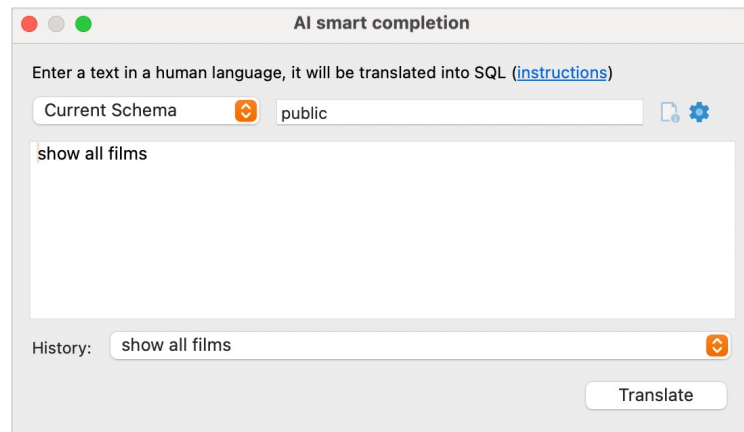 AI smart completion
Enter a text in a human language, it will be translated into SQL (instructions)
Current Schema public
show all films
History: show all films
Translate